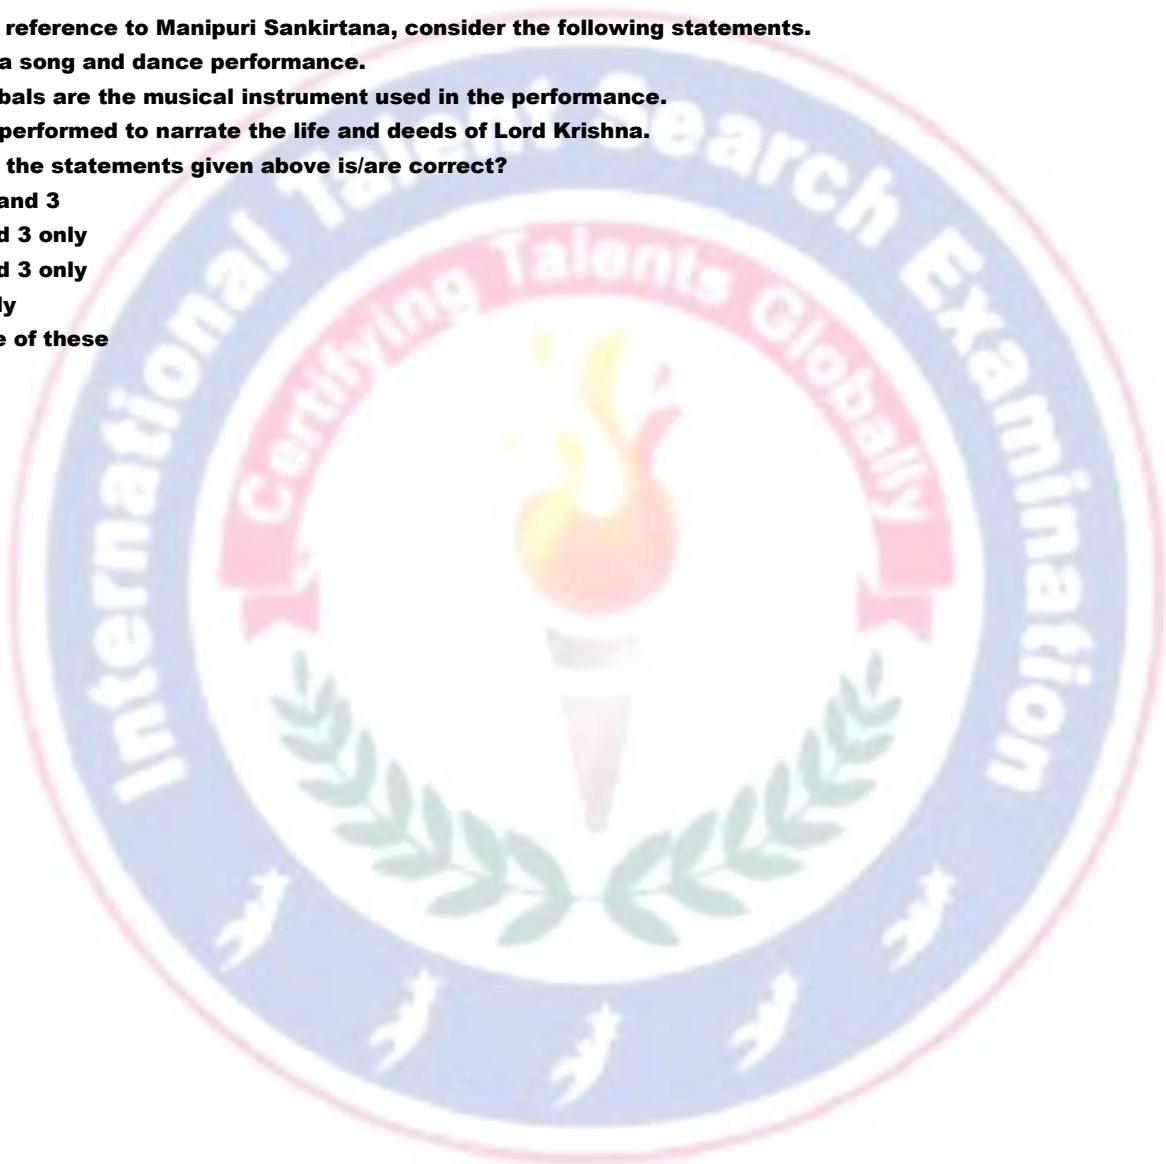 reference to Manipuri Sankirtana, consider the following statements.
a song and dance performance.
bals are the musical instrument used in the performance.
performed to narrate the life and deeds of Lord Krishna.
the statements given above is/are correct?
and 3
d 3 only
d 3 only
ly
e of these
International Talent Search Examination
Certifying Talents Globally